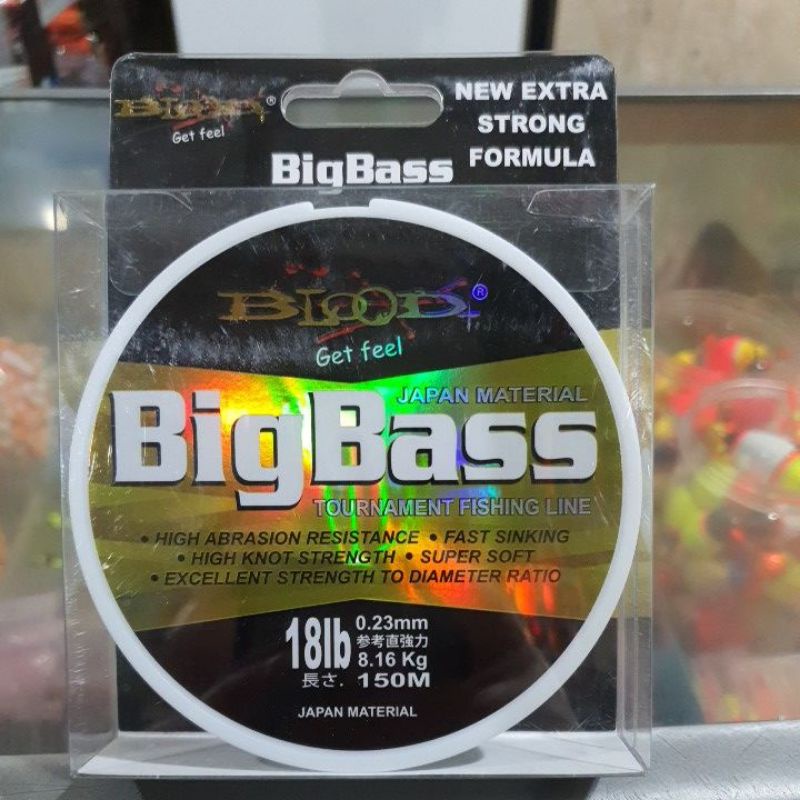 BLOOD®
Get feel
BigBass
NEW EXTRA
STRONG
FORMULA
BLOOD®
Get feel
JAPAN MATERIAL
BigBass
TOURNAMENT FISHING LINE
• HIGH ABRASION RESISTANCE • FAST SINKING
• HIGH KNOT STRENGTH • SUPER SOFT
• EXCELLENT STRENGTH TO DIAMETER RATIO
18lb 0.23mm
参考直強力
8.16 Kg
長さ. 150M
JAPAN MATERIAL